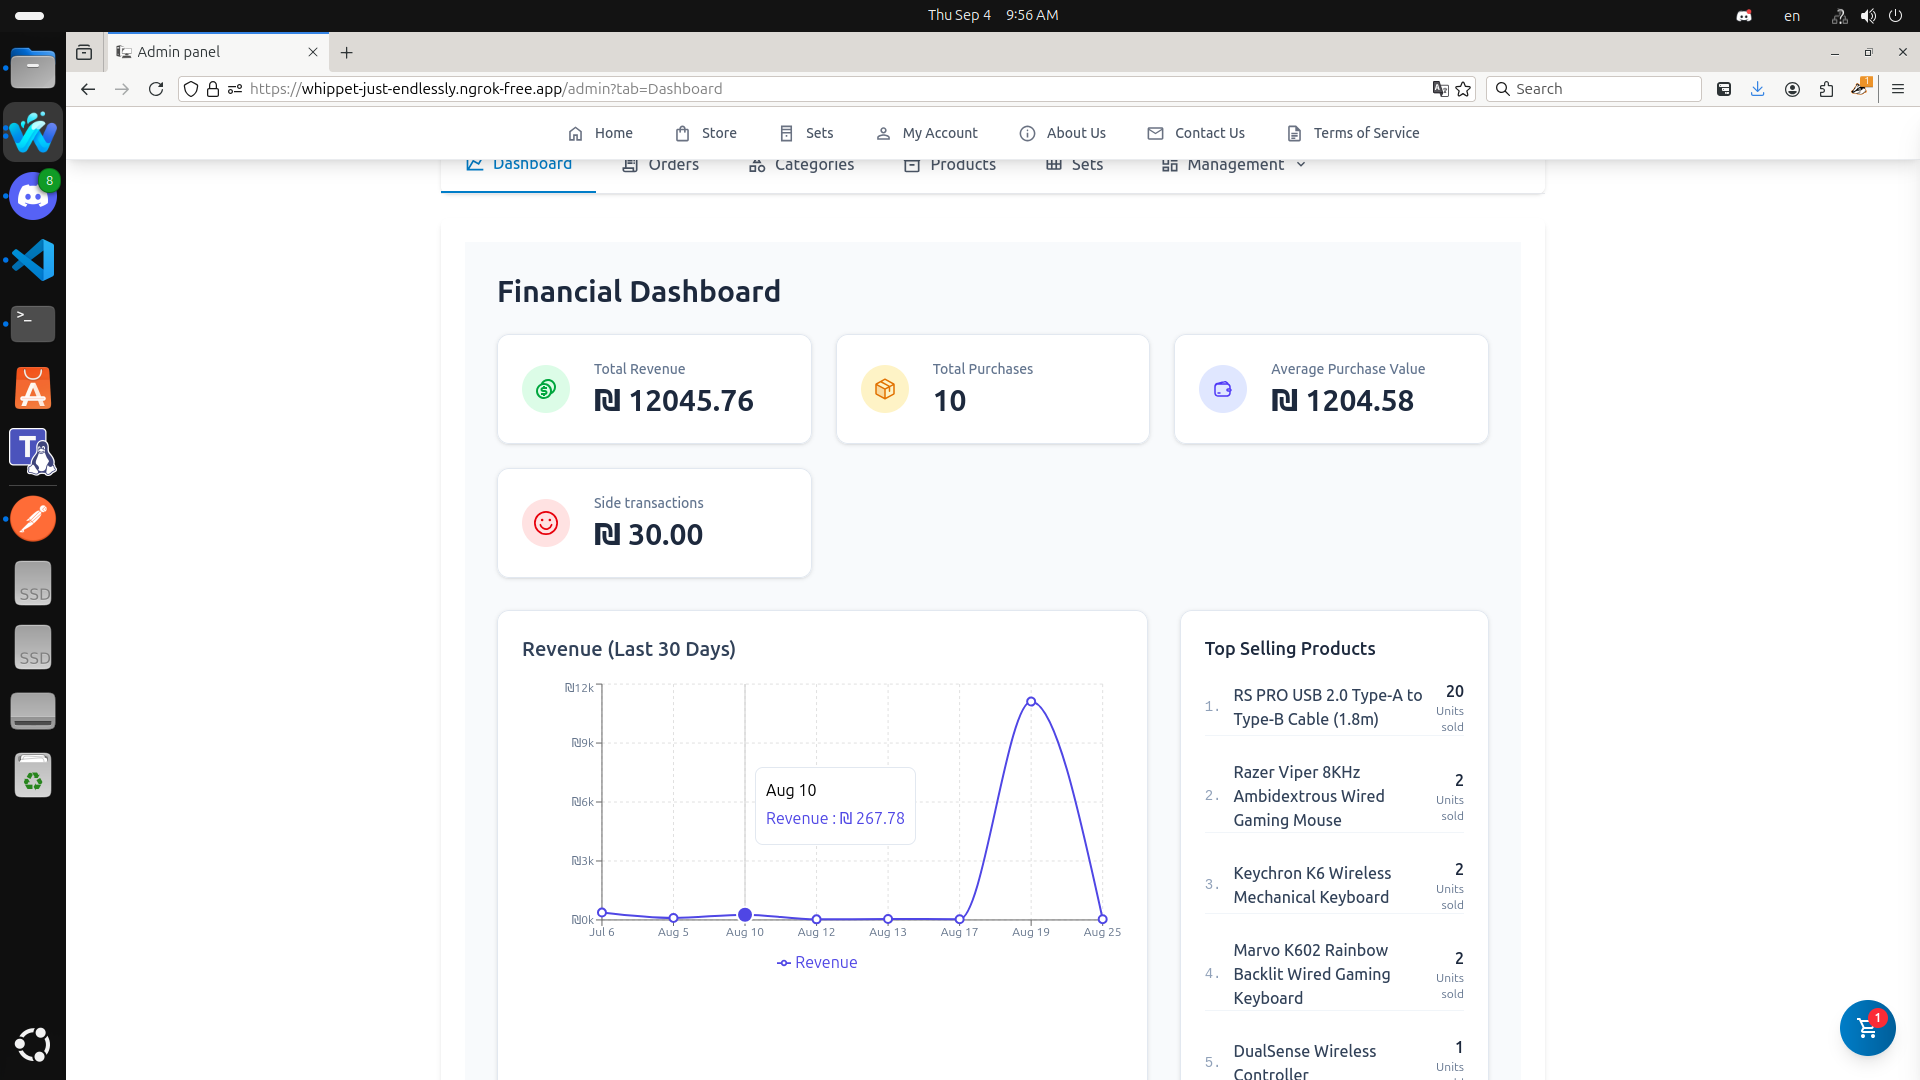 Thu Sep 4 9:56 AM
en
Admin panel
https://whippet-just-endlessly.ngrok-free.app/admin?tab=Dashboard
Search
1
8
Home
Store
Sets
My Account
About Us
Contact Us
Terms of Service
Dashboard
Orders
Categories
Products
Sets
Management
Financial Dashboard
Total Revenue
₪ 12045.76
Total Purchases
10
Average Purchase Value
₪ 1204.58
Side transactions
₪ 30.00
Revenue (Last 30 Days)
₪12k
₪9k
₪6k
₪3k
₪0k
Aug 10
Revenue : ₪ 267.78
Jul 6
Aug 5
Aug 10
Aug 12
Aug 13
Aug 17
Aug 19
Aug 25
Revenue
Top Selling Products
1. RS PRO USB 2.0 Type-A to
Type-B Cable (1.8m)
20
Units
sold
2. Razer Viper 8KHz
Ambidextrous Wired
Gaming Mouse
2
Units
sold
3. Keychron K6 Wireless
Mechanical Keyboard
2
Units
sold
4. Marvo K602 Rainbow
Backlit Wired Gaming
Keyboard
2
Units
sold
5. DualSense Wireless
Controller
1
Units
1
SSD
SSD